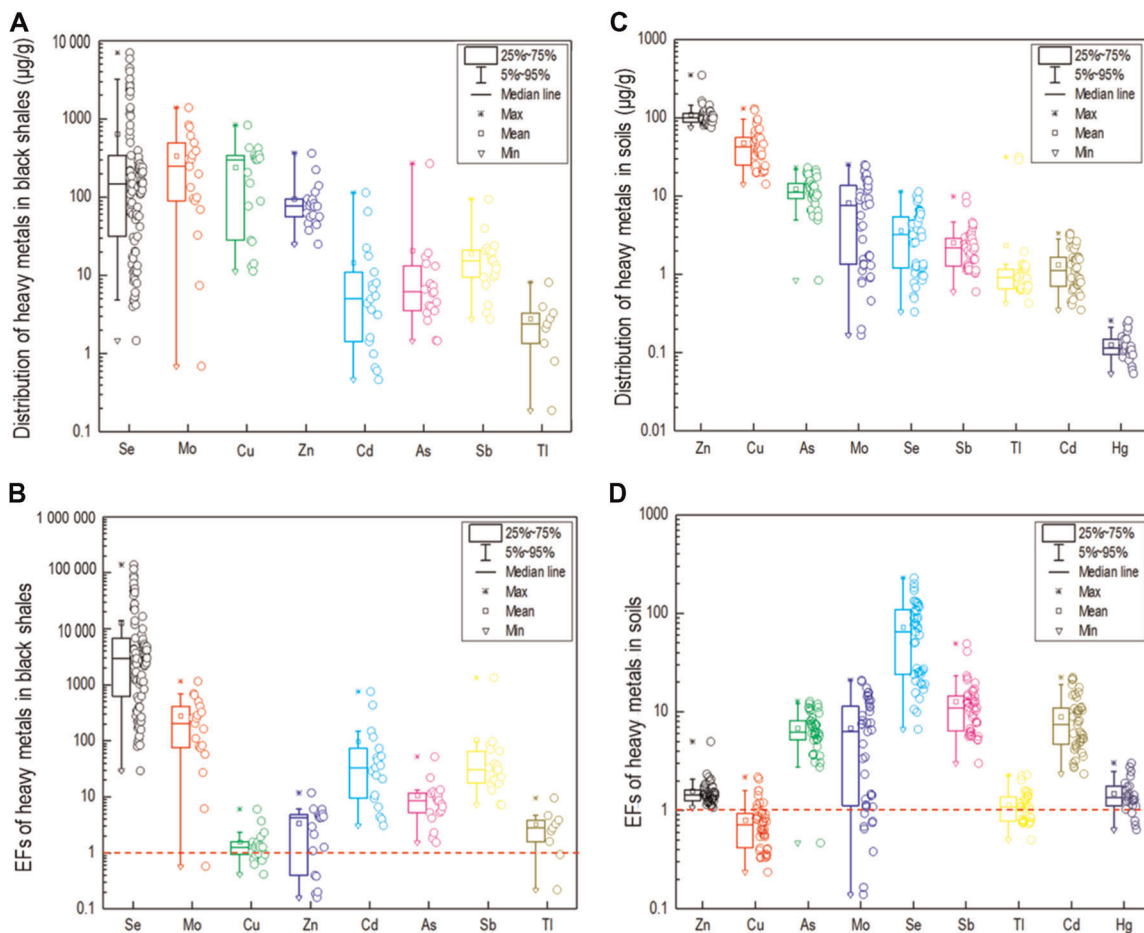 A
Distribution of heavy metals in black shales (µg/g)
10 000
1000
100
10
1
0.1
25%~75%
5%~95%
Median line
Max
Mean
Min
Se Mo Cu Zn Cd As Sb Tl
C
Distribution of heavy metals in soils (µg/g)
1000
100
10
1
0.1
0.01
25%~75%
5%~95%
Median line
Max
Mean
Min
Zn Cu As Mo Se Sb Tl Cd Hg
B
EFs of heavy metals in black shales
1 000 000
100 000
10 000
1000
100
10
1
0.1
25%~75%
5%~95%
Median line
Max
Mean
Min
Se Mo Cu Zn Cd As Sb Tl
D
EFs of heavy metals in soils
1000
100
10
1
0.1
25%~75%
5%~95%
Median line
Max
Mean
Min
Zn Cu As Mo Se Sb Tl Cd Hg